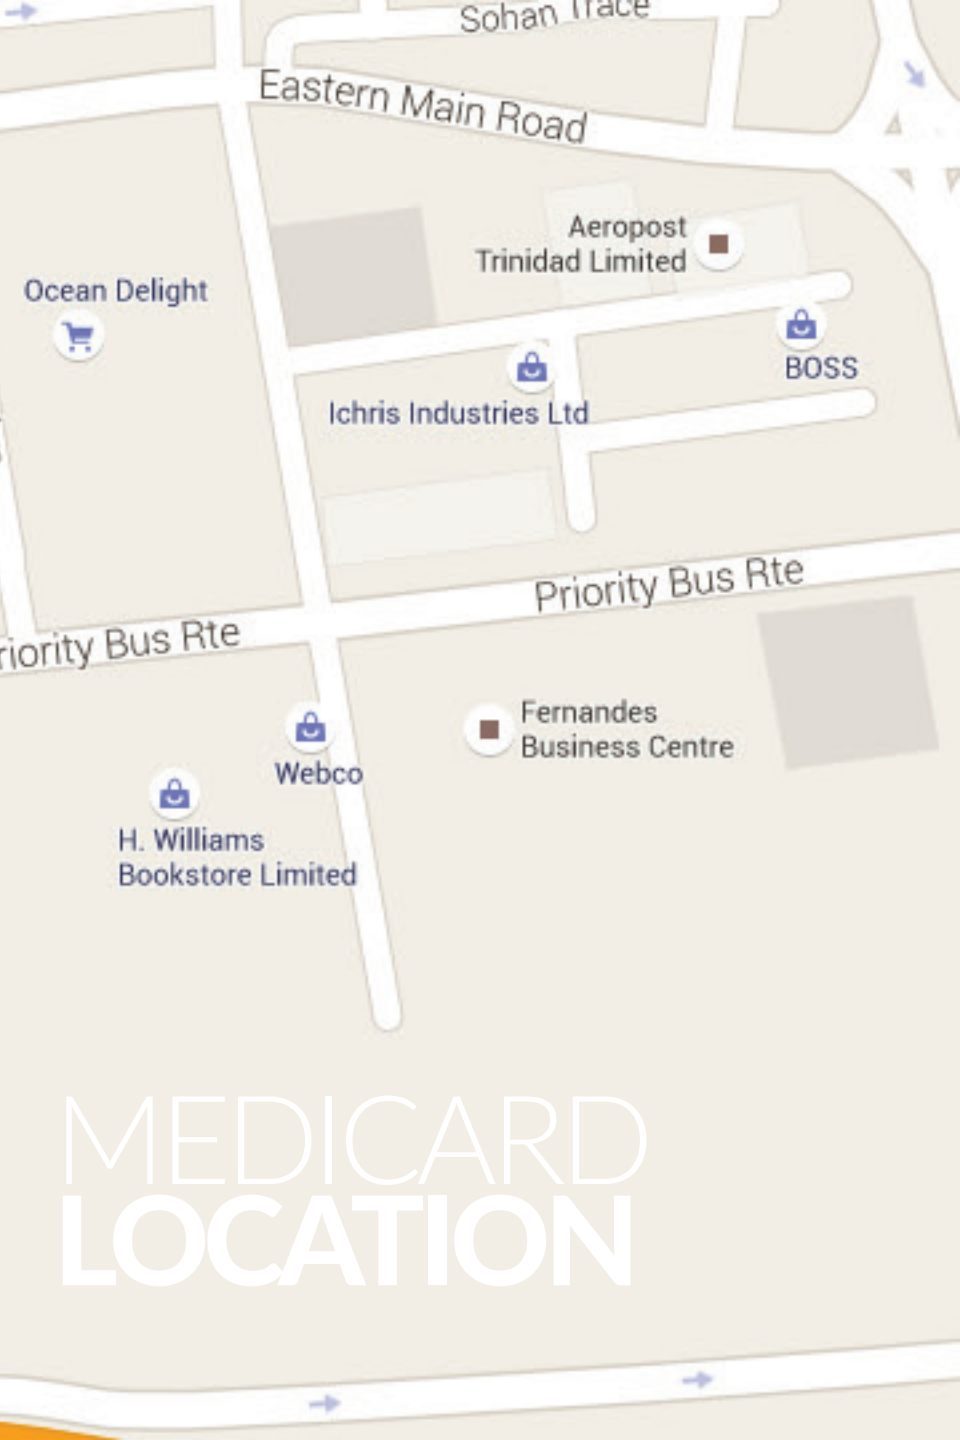 Sohan Trace
Eastern Main Road
Aeropost
Trinidad Limited
Ocean Delight
BOSS
Ichris Industries Ltd
Priority Bus Rte
riority Bus Rte
Fernandes
Business Centre
Webco
H. Williams
Bookstore Limited
MEDICARD
LOCATION